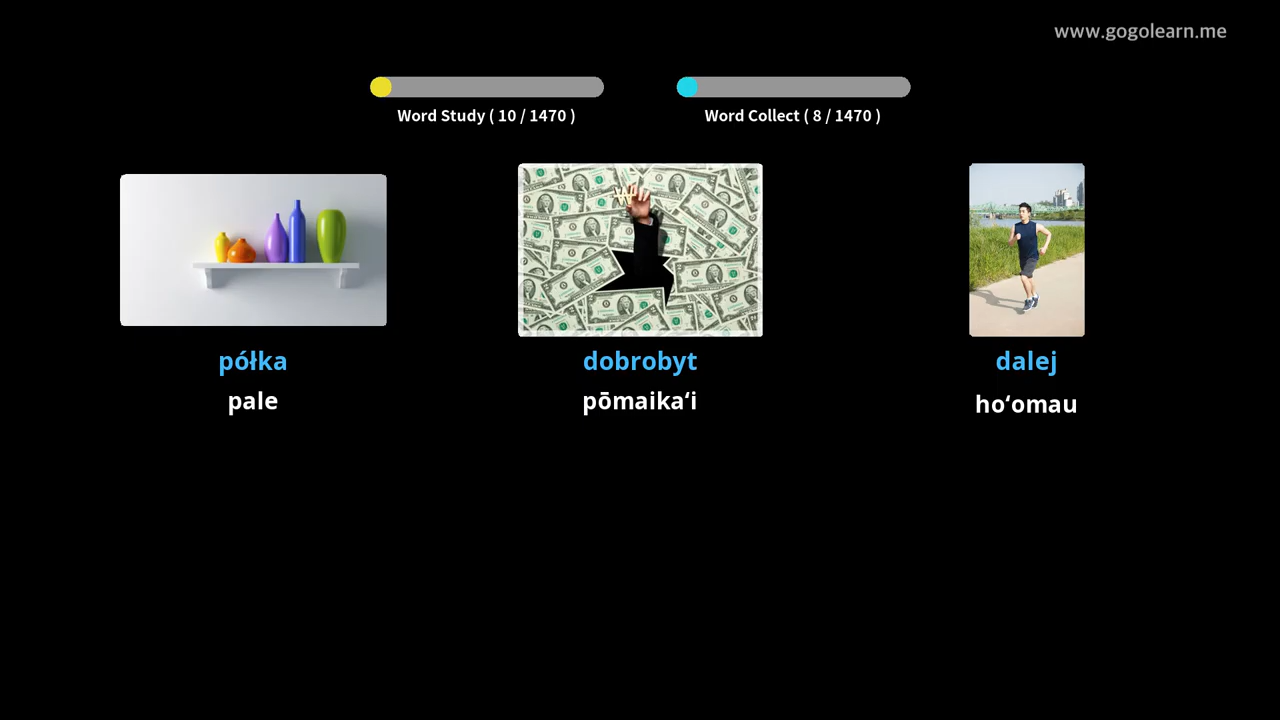 www.gogolearn.me
Word Study ( 10 / 1470 )
Word Collect ( 8 / 1470 )
półka
dobrobyt
dalej
pale
pōmaikaʻi
hoʻomau